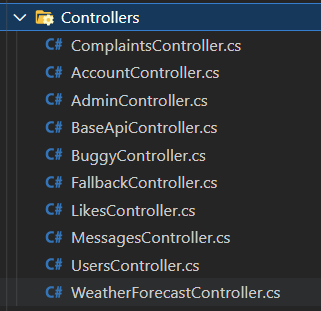 Controllers
C# ComplaintsController.cs
C# AccountController.cs
C# AdminController.cs
C# BaseApiController.cs
C# BuggyController.cs
C# FallbackController.cs
C# LikesController.cs
C# MessagesController.cs
C# UsersController.cs
C# WeatherForecastController.cs